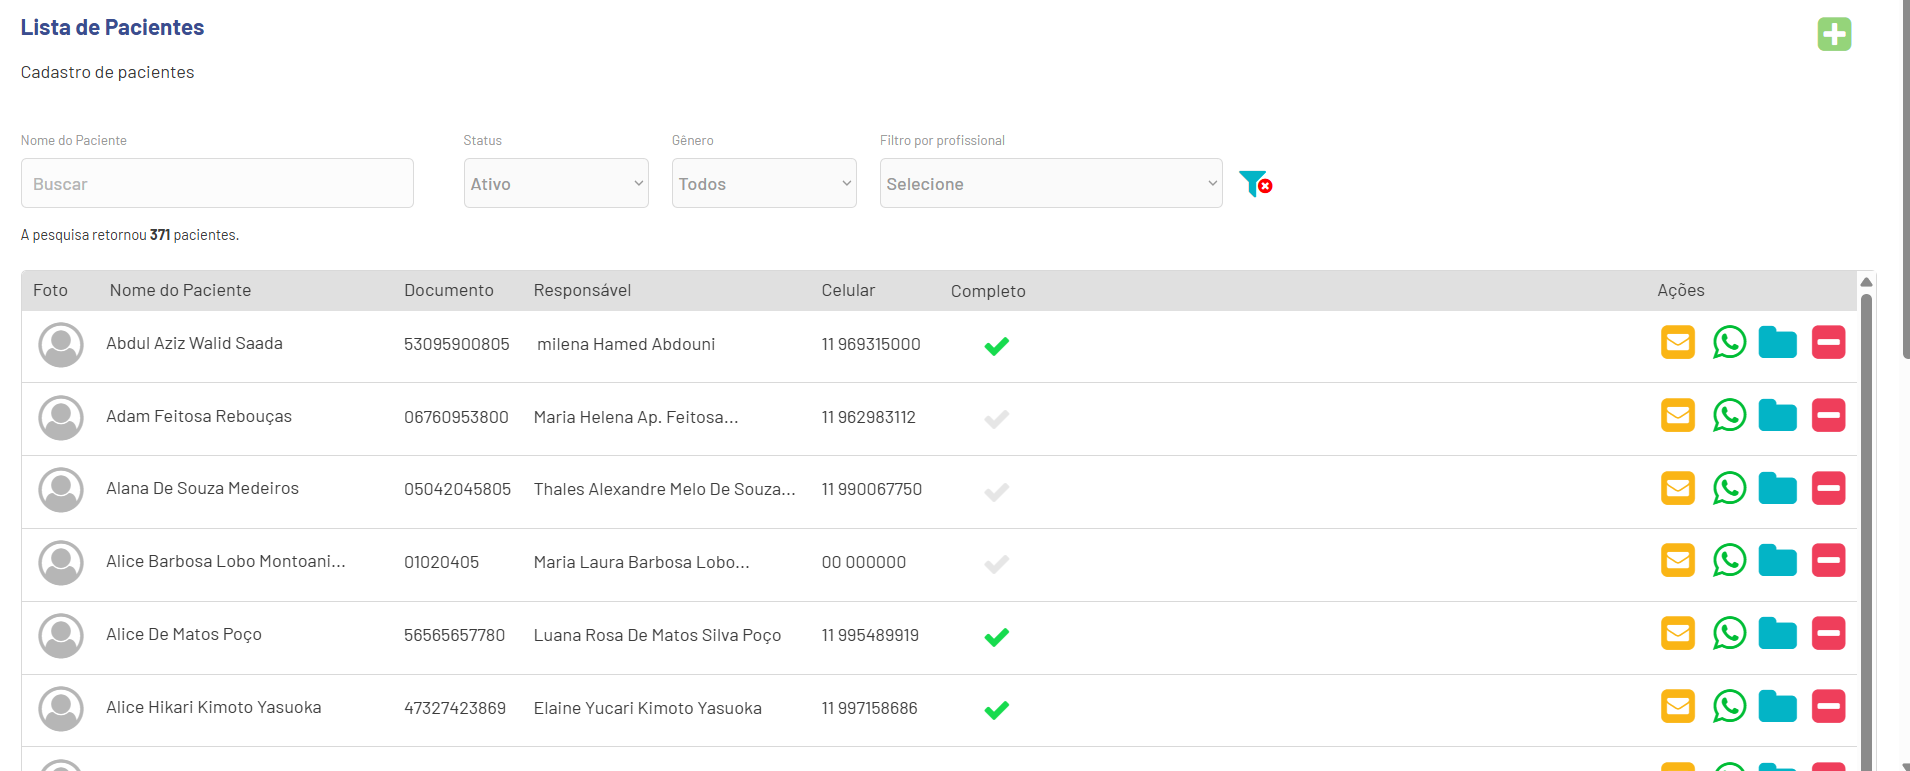 Lista de Pacientes
Cadastro de pacientes
Nome do Paciente Status Gênero Filtro por profissional
Buscar Ativo Todos Selecione
A pesquisa retornou 371 pacientes.
Foto Nome do Paciente Documento Responsável Celular Completo Ações
Abdul Aziz Walid Saada 53095900805 milena Hamed Abdouni 11 969315000
Adam Feitosa Rebouças 06760953800 Maria Helena Ap. Feitosa... 11 962983112
Alana De Souza Medeiros 05042045805 Thales Alexandre Melo De Souza... 11 990067750
Alice Barbosa Lobo Montoani... 01020405 Maria Laura Barbosa Lobo... 00 000000
Alice De Matos Poço 56565657780 Luana Rosa De Matos Silva Poço 11 995489919
Alice Hikari Kimoto Yasuoka 47327423869 Elaine Yucari Kimoto Yasuoka 11 997158686